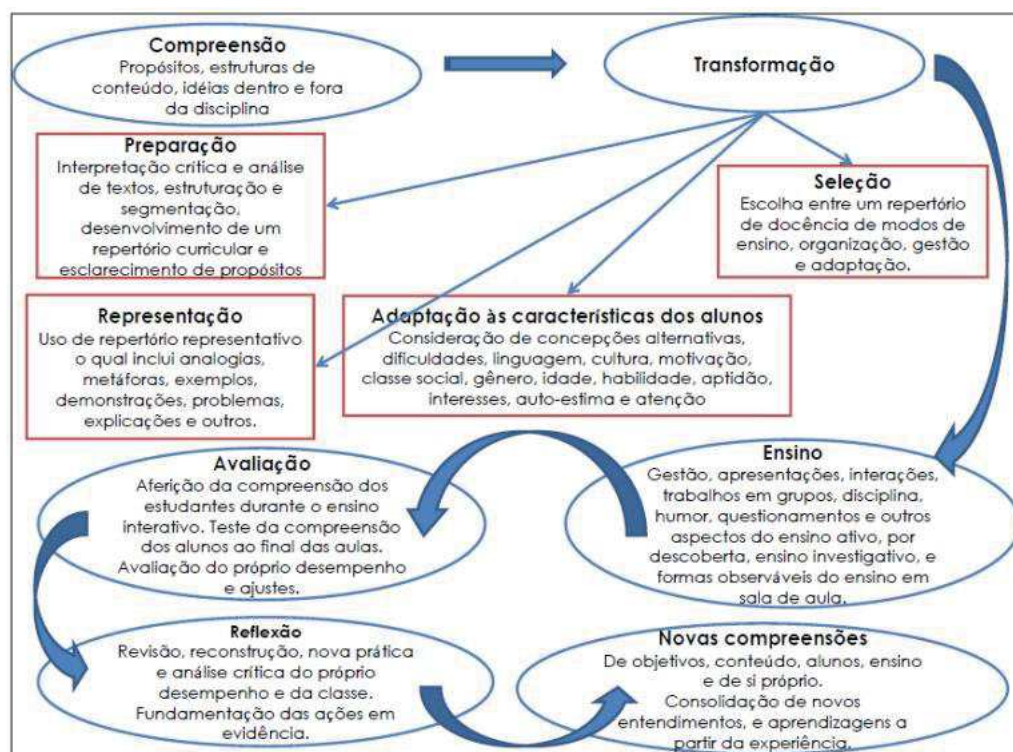 Compreensão
Propósitos, estruturas de
conteúdo, idéias dentro e fora
da disciplina
Transformação
Preparação
Interpretação crítica e análise
de textos, estruturação e
segmentação,
desenvolvimento de um
repertório curricular e
esclarecimento de propósitos
Seleção
Escolha entre um repertório
de docência de modos de
ensino, organização, gestão
e adaptação.
Representação
Uso de repertório representativo
o qual inclui analogias,
metáforas, exemplos,
demonstrações, problemas,
explicações e outros.
Adaptação às características dos alunos
Consideração de concepções alternativas,
dificuldades, linguagem, cultura, motivação,
classe social, gênero, idade, habilidade, aptidão,
interesses, auto-estima e atenção
Ensino
Gestão, apresentações, interações,
trabalhos em grupos, disciplina,
humor, questionamentos e outros
aspectos do ensino ativo, por
descoberta, ensino investigativo, e
formas observáveis do ensino em
sala de aula.
Avaliação
Aferição da compreensão dos
estudantes durante o ensino
interativo. Teste da compreensão
dos alunos ao final das aulas.
Avaliação do próprio desempenho
e ajustes.
Reflexão
Revisão, reconstrução, nova prática
e análise crítica do próprio
desempenho e da classe.
Fundamentação das ações em
evidência.
Novas compreensões
De objetivos, conteúdo, alunos, ensino
e de si próprio.
Consolidação de novos
entendimentos, e aprendizagens a
partir da experiência.